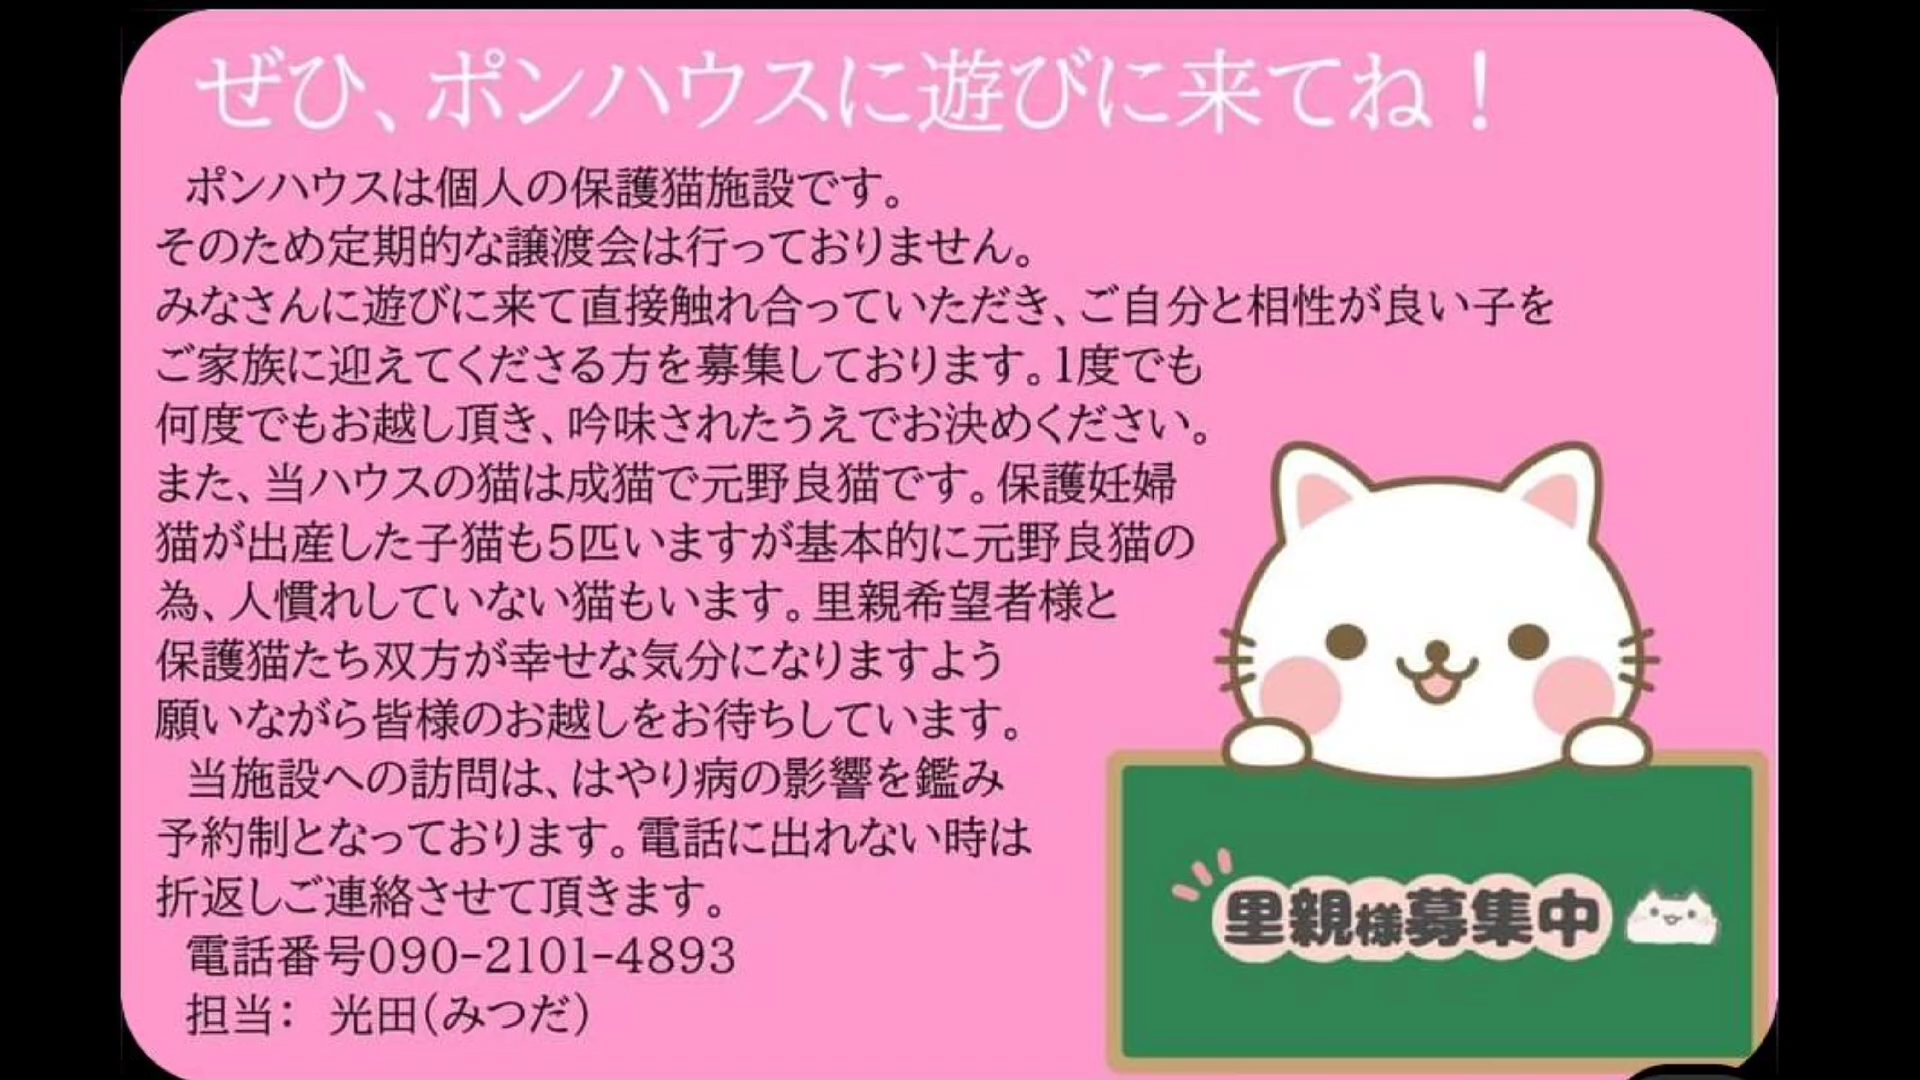 ぜひ、ポンハウスに遊びに来てね！
ポンハウスは個人の保護猫施設です。
そのため定期的な譲渡会は行っておりません。
みなさんに遊びに来て直接触れ合っていただき、ご自分と相性が良い子を
ご家族に迎えてくださる方を募集しております。1度でも
何度でもお越し頂き、吟味されたうえでお決めください。
また、当ハウスの猫は成猫で元野良猫です。保護妊婦
猫が出産した子猫も5匹いますが基本的に元野良猫の
為、人慣れしていない猫もいます。里親希望者様と
保護猫たち双方が幸せな気分になりますよう
願いながら皆様のお越しをお待ちしています。
当施設への訪問は、はやり病の影響を鑑み
予約制となっております。電話に出れない時は
折返しご連絡させて頂きます。
電話番号090-2101-4893
担当： 光田（みつだ）
里親様募集中